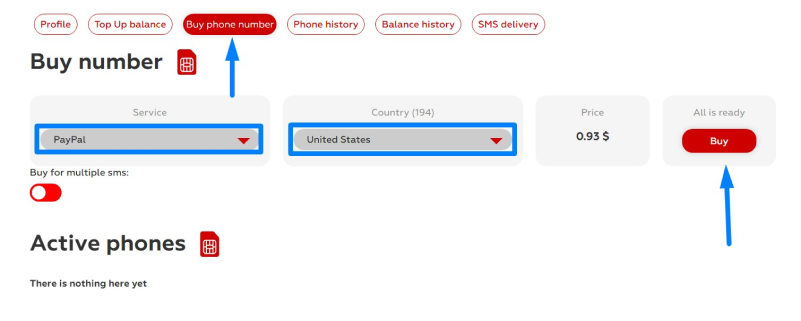 Profile Top Up balance Buy phone number Phone history Balance history SMS delivery
Buy number
Service Country (194) Price All is ready
PayPal United States 0.93 $ Buy
Buy for multiple sms:
Active phones
There is nothing here yet